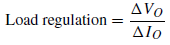 Load regulation = ΔV_O / ΔI_O